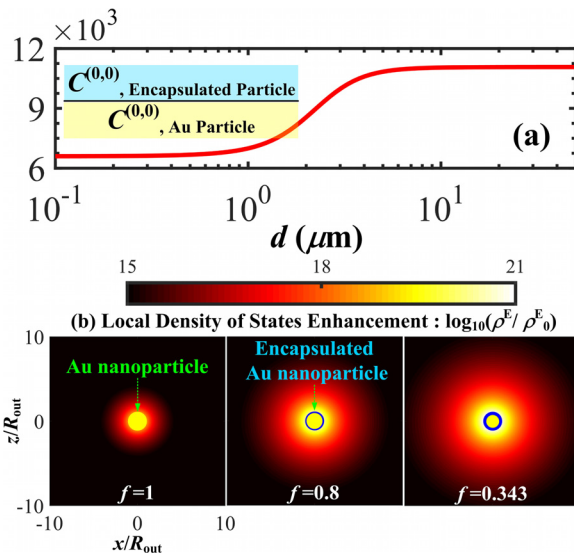 ×10³
12
9
6
C^(0,0), Encapsulated Particle
C^(0,0), Au Particle
(a)
10⁻¹ 10⁰ 10¹
d (μm)
15 18 21
(b) Local Density of States Enhancement : log₁₀(ρᴱ/ ρᴱ₀)
10
0
-10
z/R_out
Au nanoparticle
Encapsulated
Au nanoparticle
f=1
f=0.8
f=0.343
-10 0 10
x/R_out